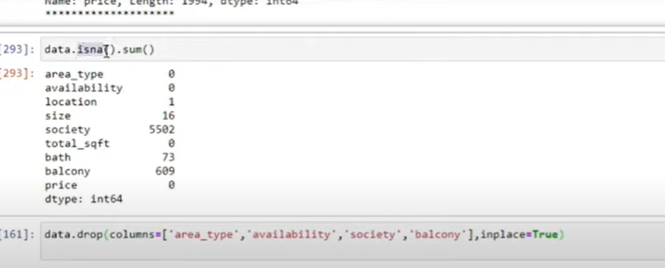 Name: price, Length: 1994, dtype: int64
********************
[293]: data.isna().sum()
[293]: area_type 0
availability 0
location 1
size 16
society 5502
total_sqft 0
bath 73
balcony 609
price 0
dtype: int64
[161]: data.drop(columns=['area_type','availability','society','balcony'],inplace=True)